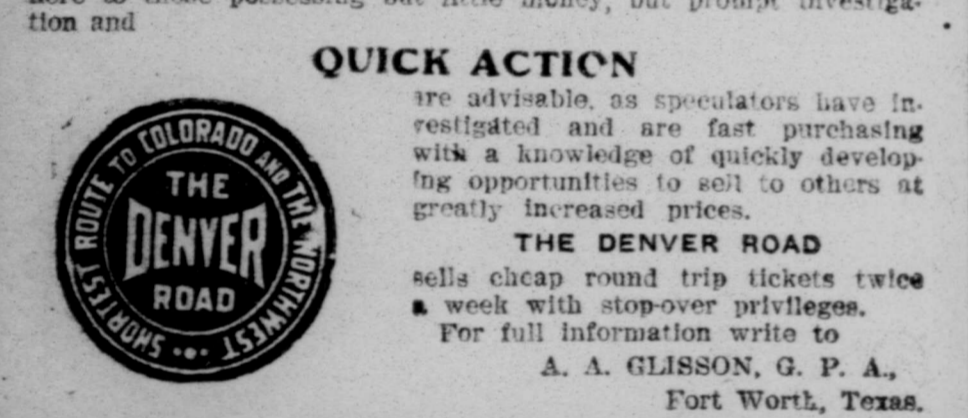 but prompt investiga-
tion and
QUICK ACTION
are advisable, as speculators have in-
vestigated and are fast purchasing
with a knowledge of quickly develop-
ing opportunities to sell to others at
greatly increased prices.
THE DENVER ROAD
sells cheap round trip tickets twice
a week with stop-over privileges.
For full information write to
A. A. GLISSON, G. P. A.,
Fort Worth, Texas.
SHORTEST ROUTE TO COLORADO AND THE NORTHWEST
THE
DENVER
ROAD